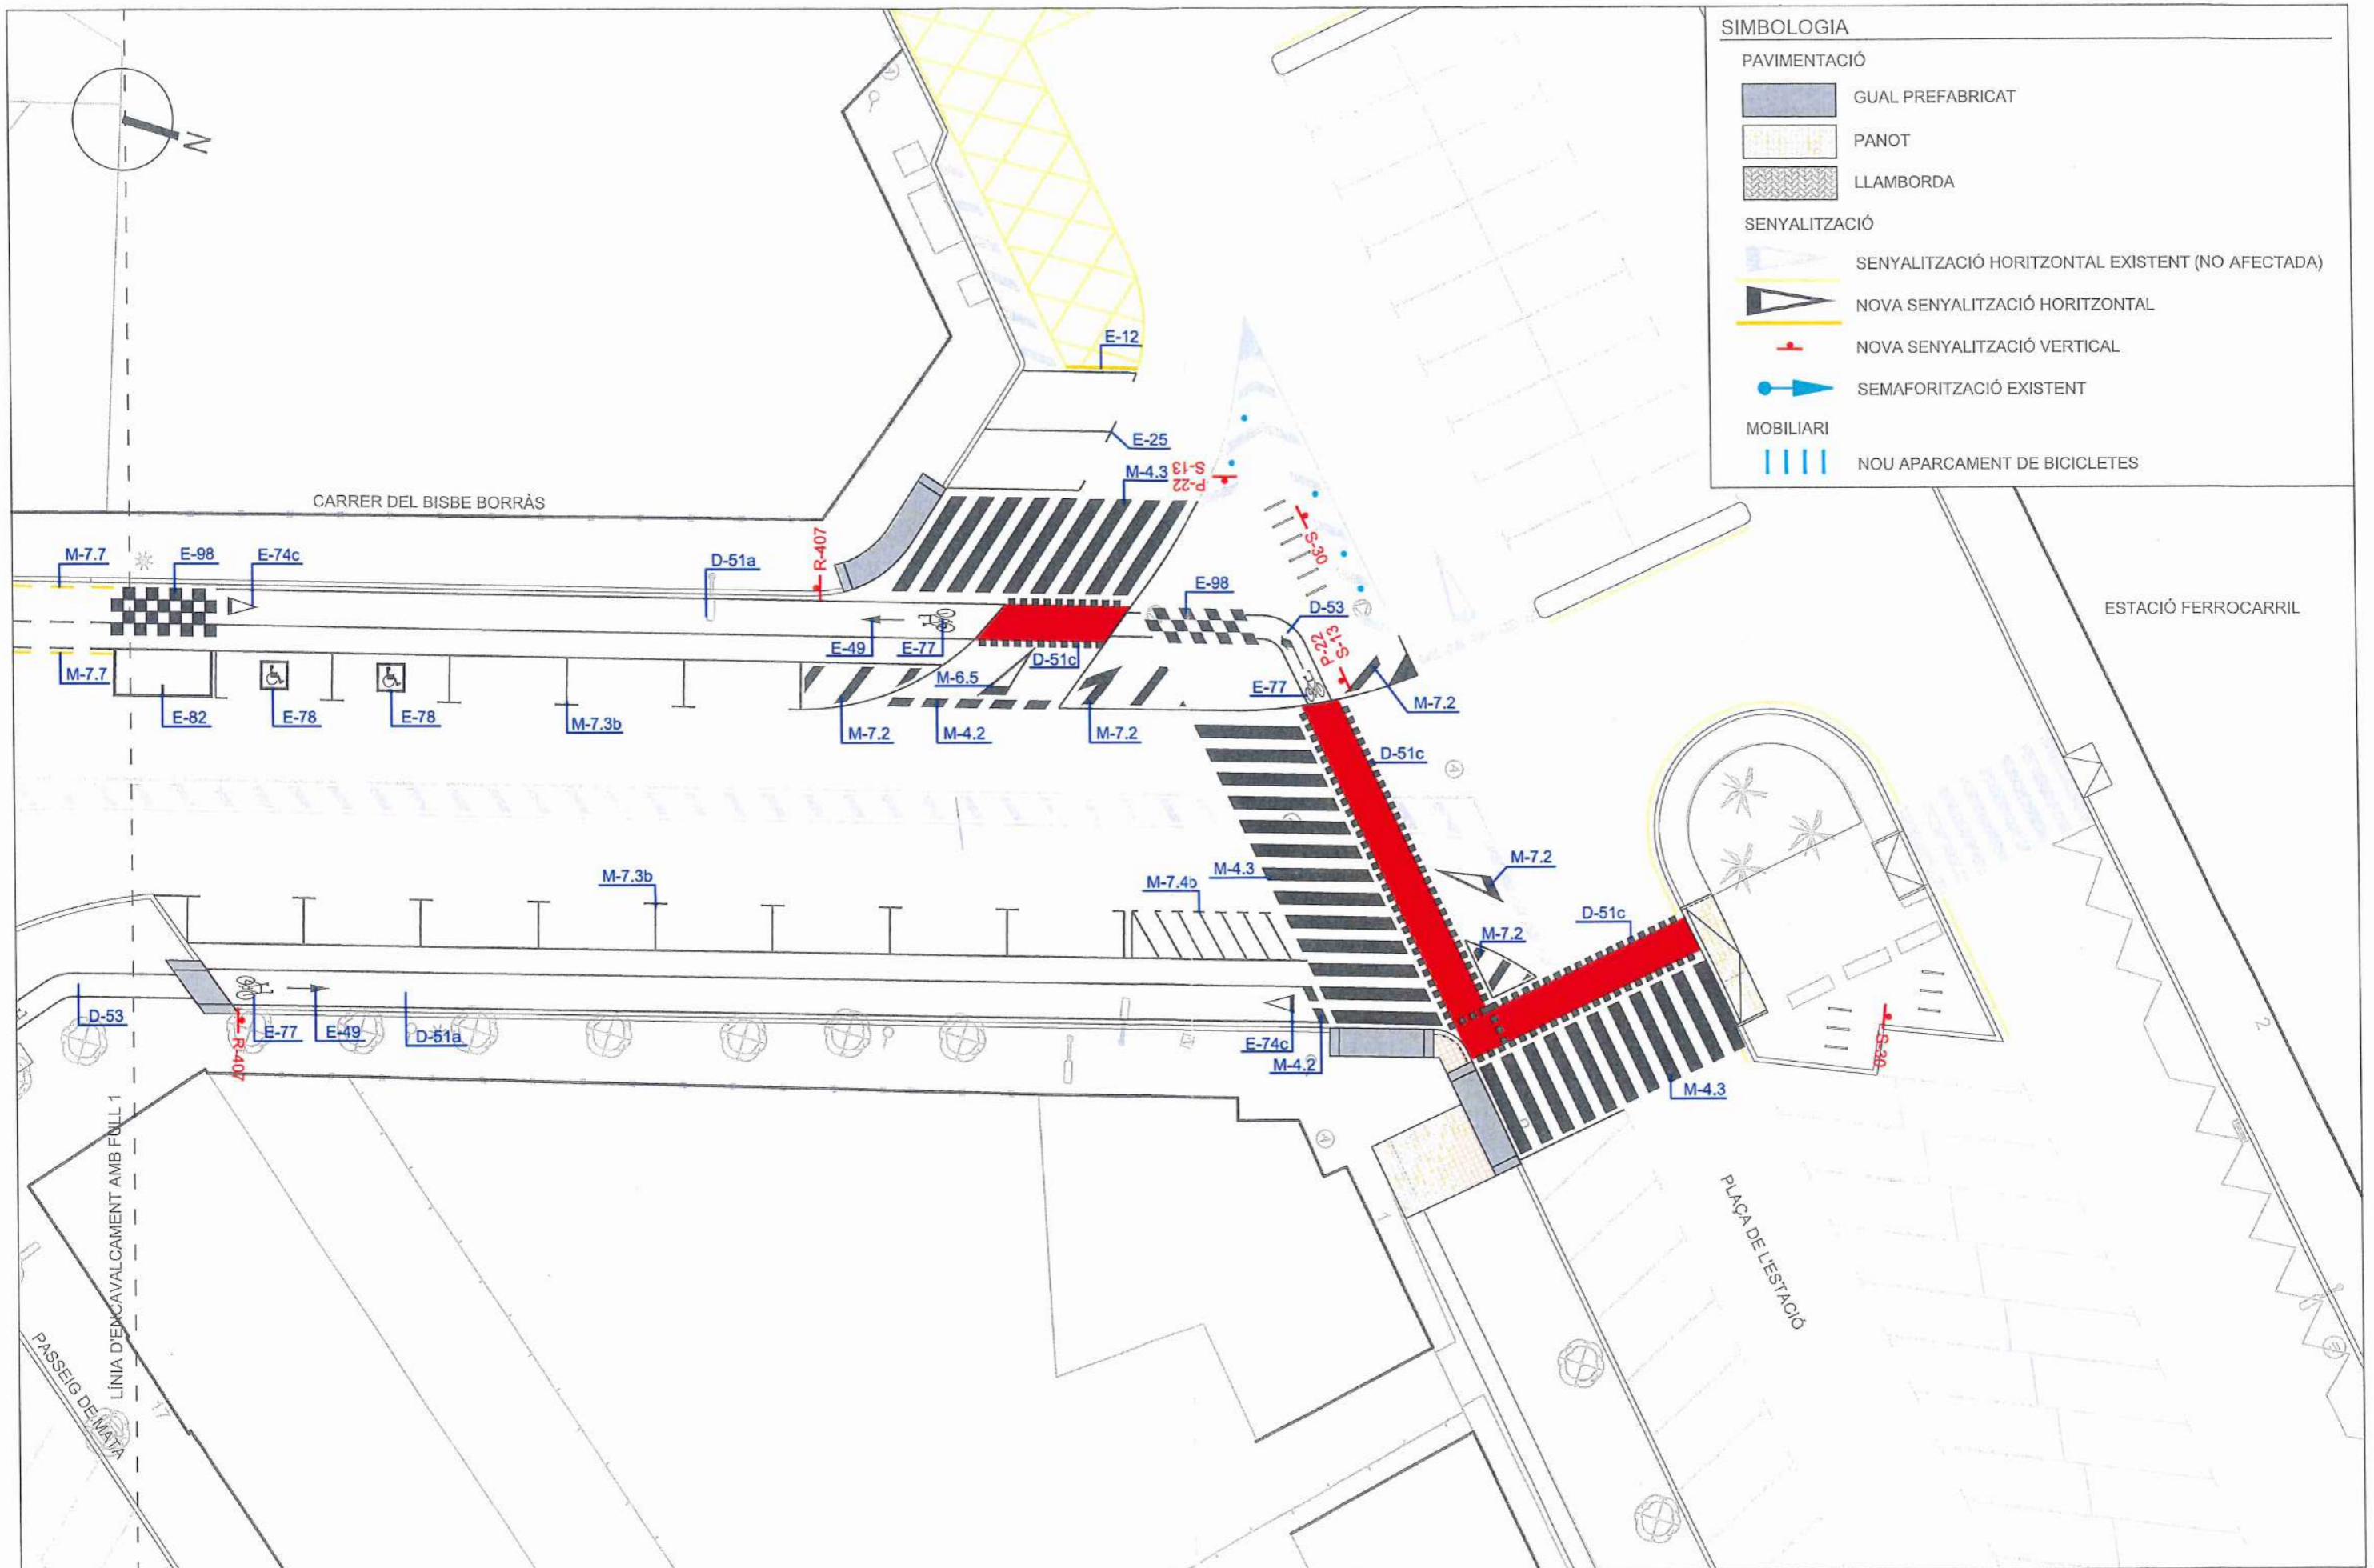 SIMBOLOGIA
PAVIMENTACIÓ
GUAL PREFABRICAT
PANOT
LLAMBORDA
SENYALITZACIÓ
SENYALITZACIÓ HORITZONTAL EXISTENT (NO AFECTADA)
NOVA SENYALITZACIÓ HORITZONTAL
NOVA SENYALITZACIÓ VERTICAL
SEMAFORITZACIÓ EXISTENT
MOBILIARI
NOU APARCAMENT DE BICICLETES
N
E-12
E-25
M-4.3
S-13
P-22
CARRER DEL BISBE BORRÀS
S-30
R-407
M-7.7
E-98
E-74c
D-51a
E-98
D-53
ESTACIÓ FERROCARRIL
P-22
S-13
E-49
E-77
D-51c
M-6.5
M-7.7
E-82
E-78
E-78
M-7.3b
M-7.2
M-4.2
M-7.2
E-77
M-7.2
D-51c
M-7.2
M-7.3b
M-7.4b
M-4.3
D-51c
M-7.2
D-53
E-77
E-49
D-51a
R-407
E-74c
M-4.2
S-30
M-4.3
2
1
17
LÍNIA D'ENCAVALCAMENT AMB FULL 1
PASSEIG DE MATA
PLAÇA DE L'ESTACIÓ